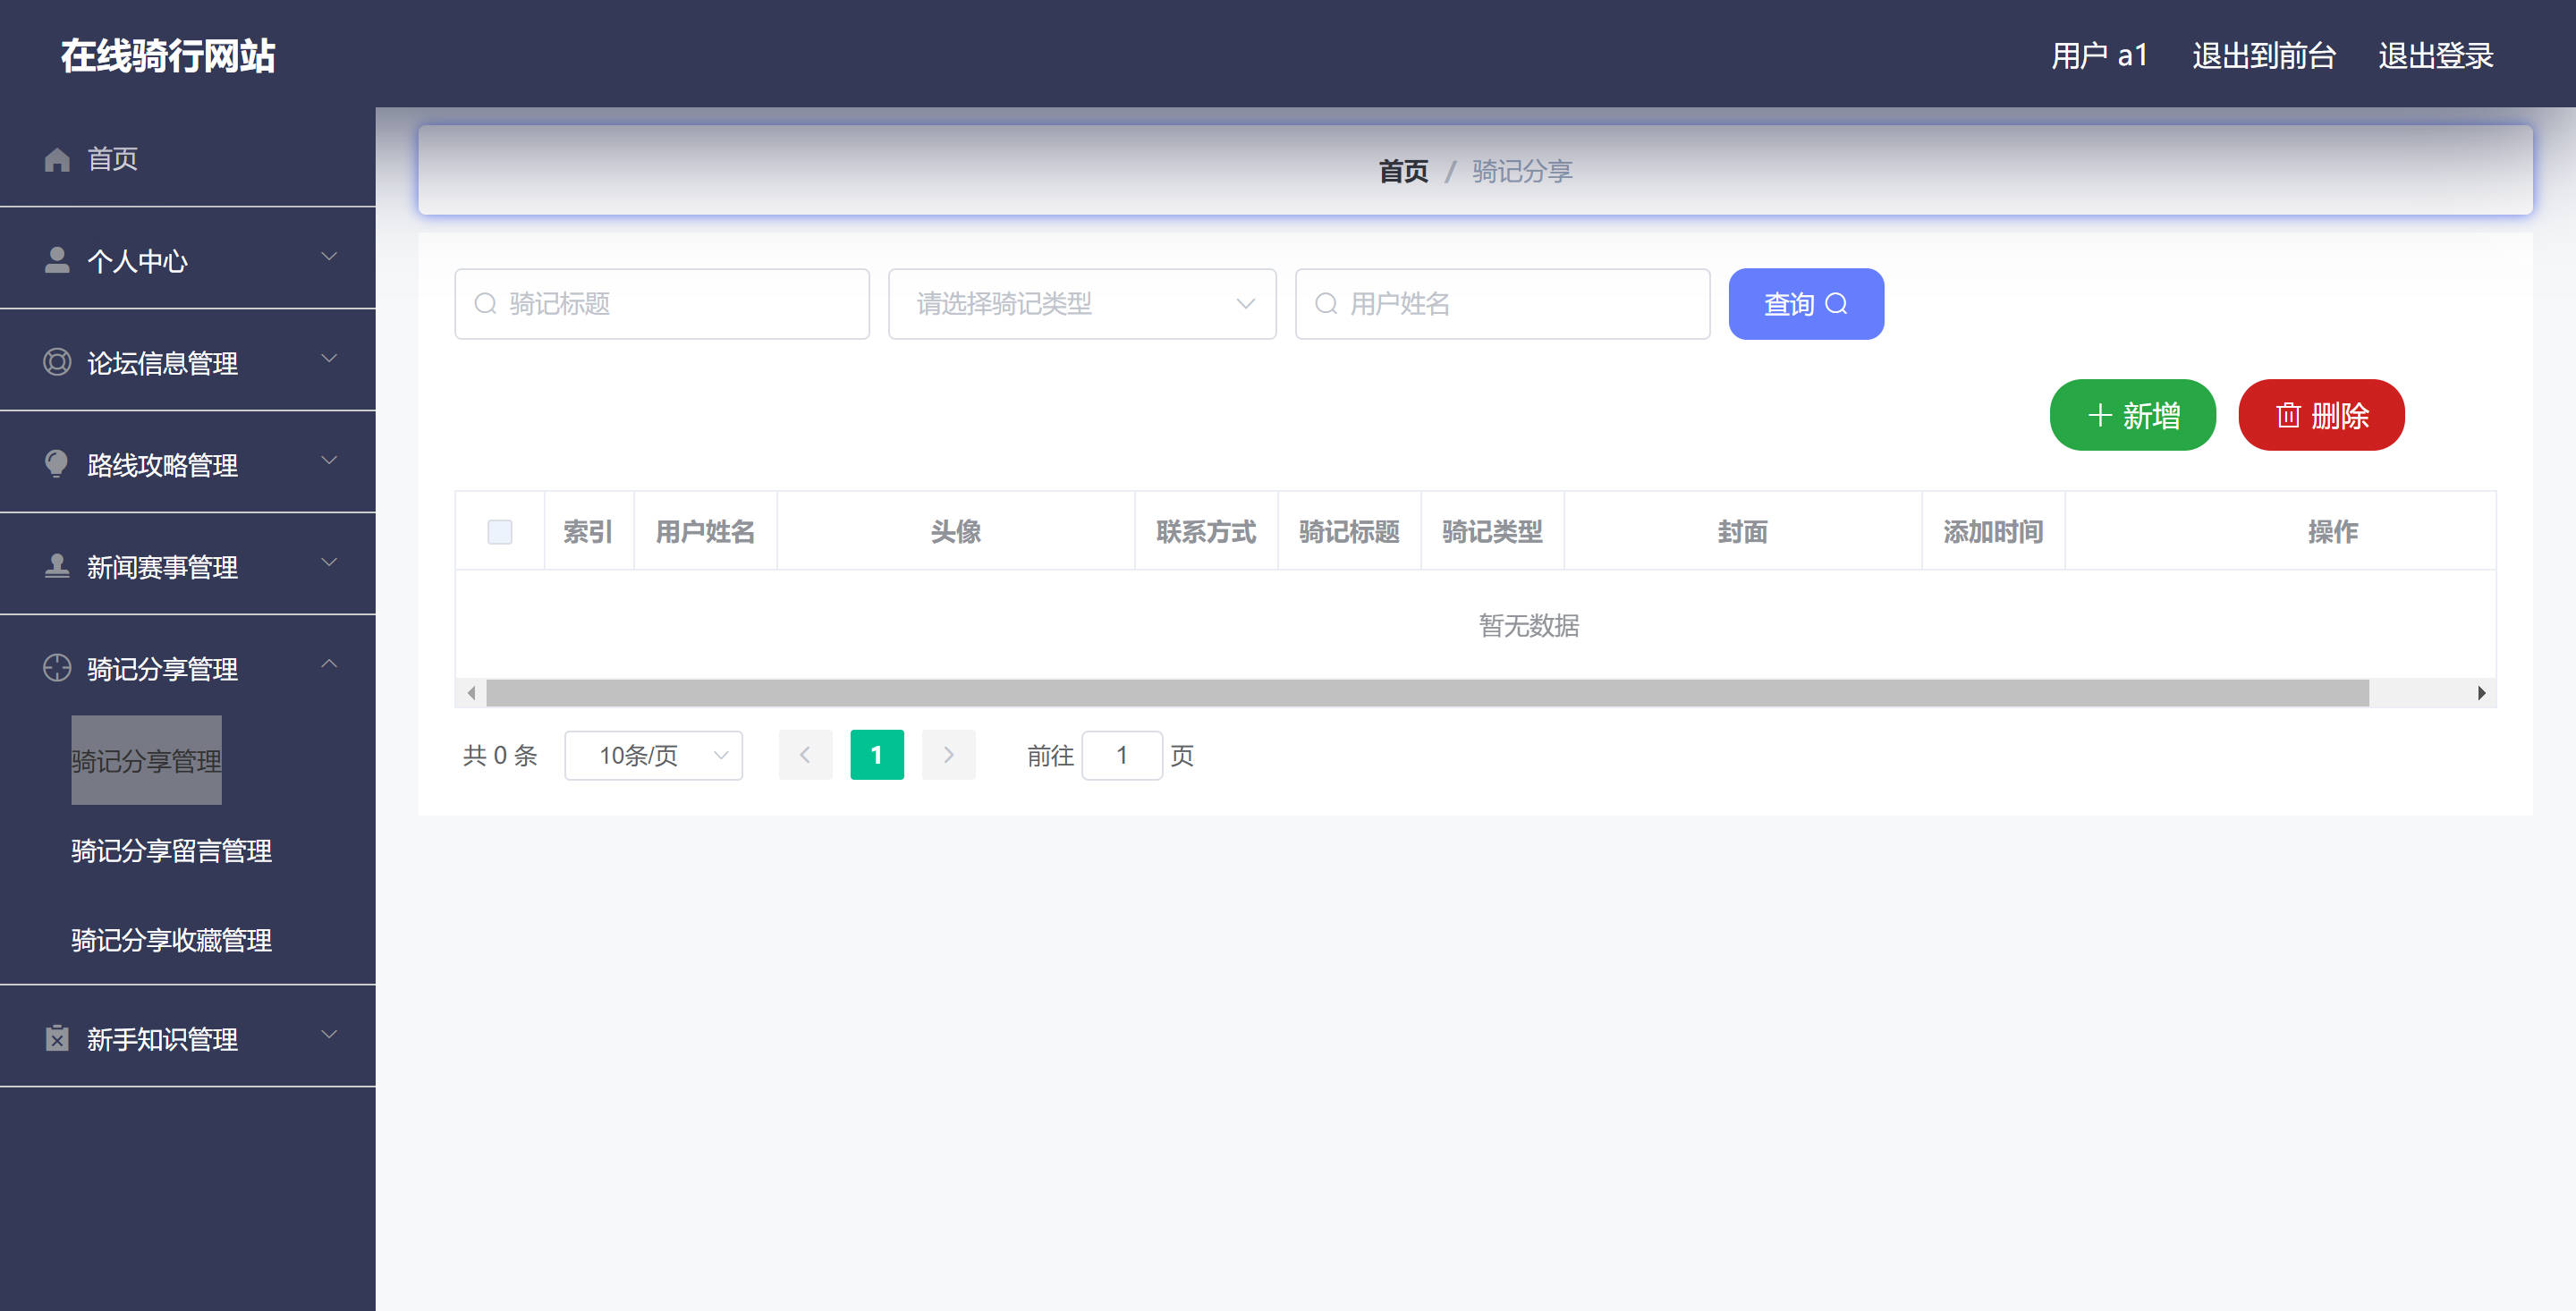 在线骑行网站
用户 a1 退出到前台 退出登录
首页
个人中心
论坛信息管理
路线攻略管理
新闻赛事管理
骑记分享管理
骑记分享管理
骑记分享留言管理
骑记分享收藏管理
新手知识管理
首页 / 骑记分享
骑记标题 请选择骑记类型 用户姓名 查询
新增 删除
索引 用户姓名 头像 联系方式 骑记标题 骑记类型 封面 添加时间 操作
暂无数据
共 0 条 10条/页 1 前往 1 页